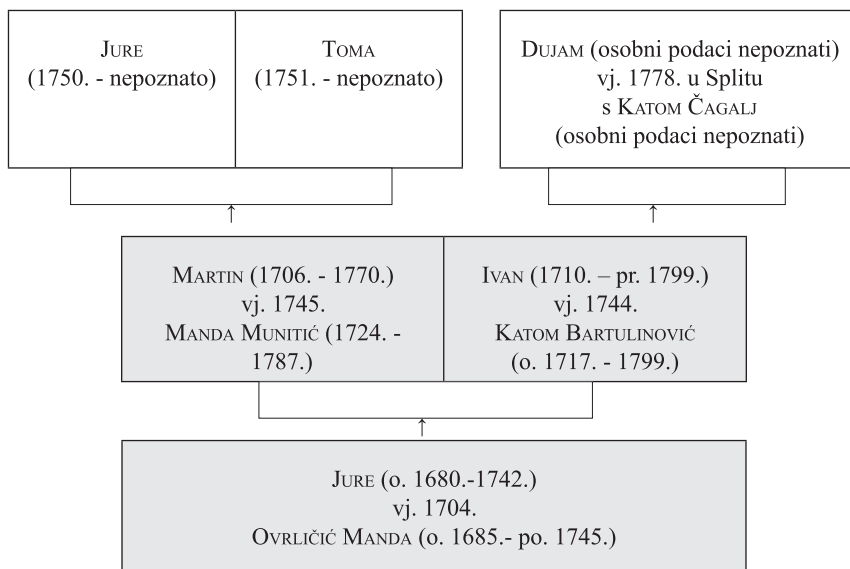 JURE
(1750. - nepoznato)
TOMA
(1751. - nepoznato)
DUJAM (osobni podaci nepoznati)
vj. 1778. u Splitu
s KATOM ČAGALJ
(osobni podaci nepoznati)
↑
↑
MARTIN (1706. - 1770.)
vj. 1745.
MANDA MUNITIĆ (1724. -
1787.)
IVAN (1710. – pr. 1799.)
vj. 1744.
KATOM BARTULINOVIĆ
(o. 1717. - 1799.)
↑
JURE (o. 1680.-1742.)
vj. 1704.
OVRLIČIĆ MANDA (o. 1685.- po. 1745.)